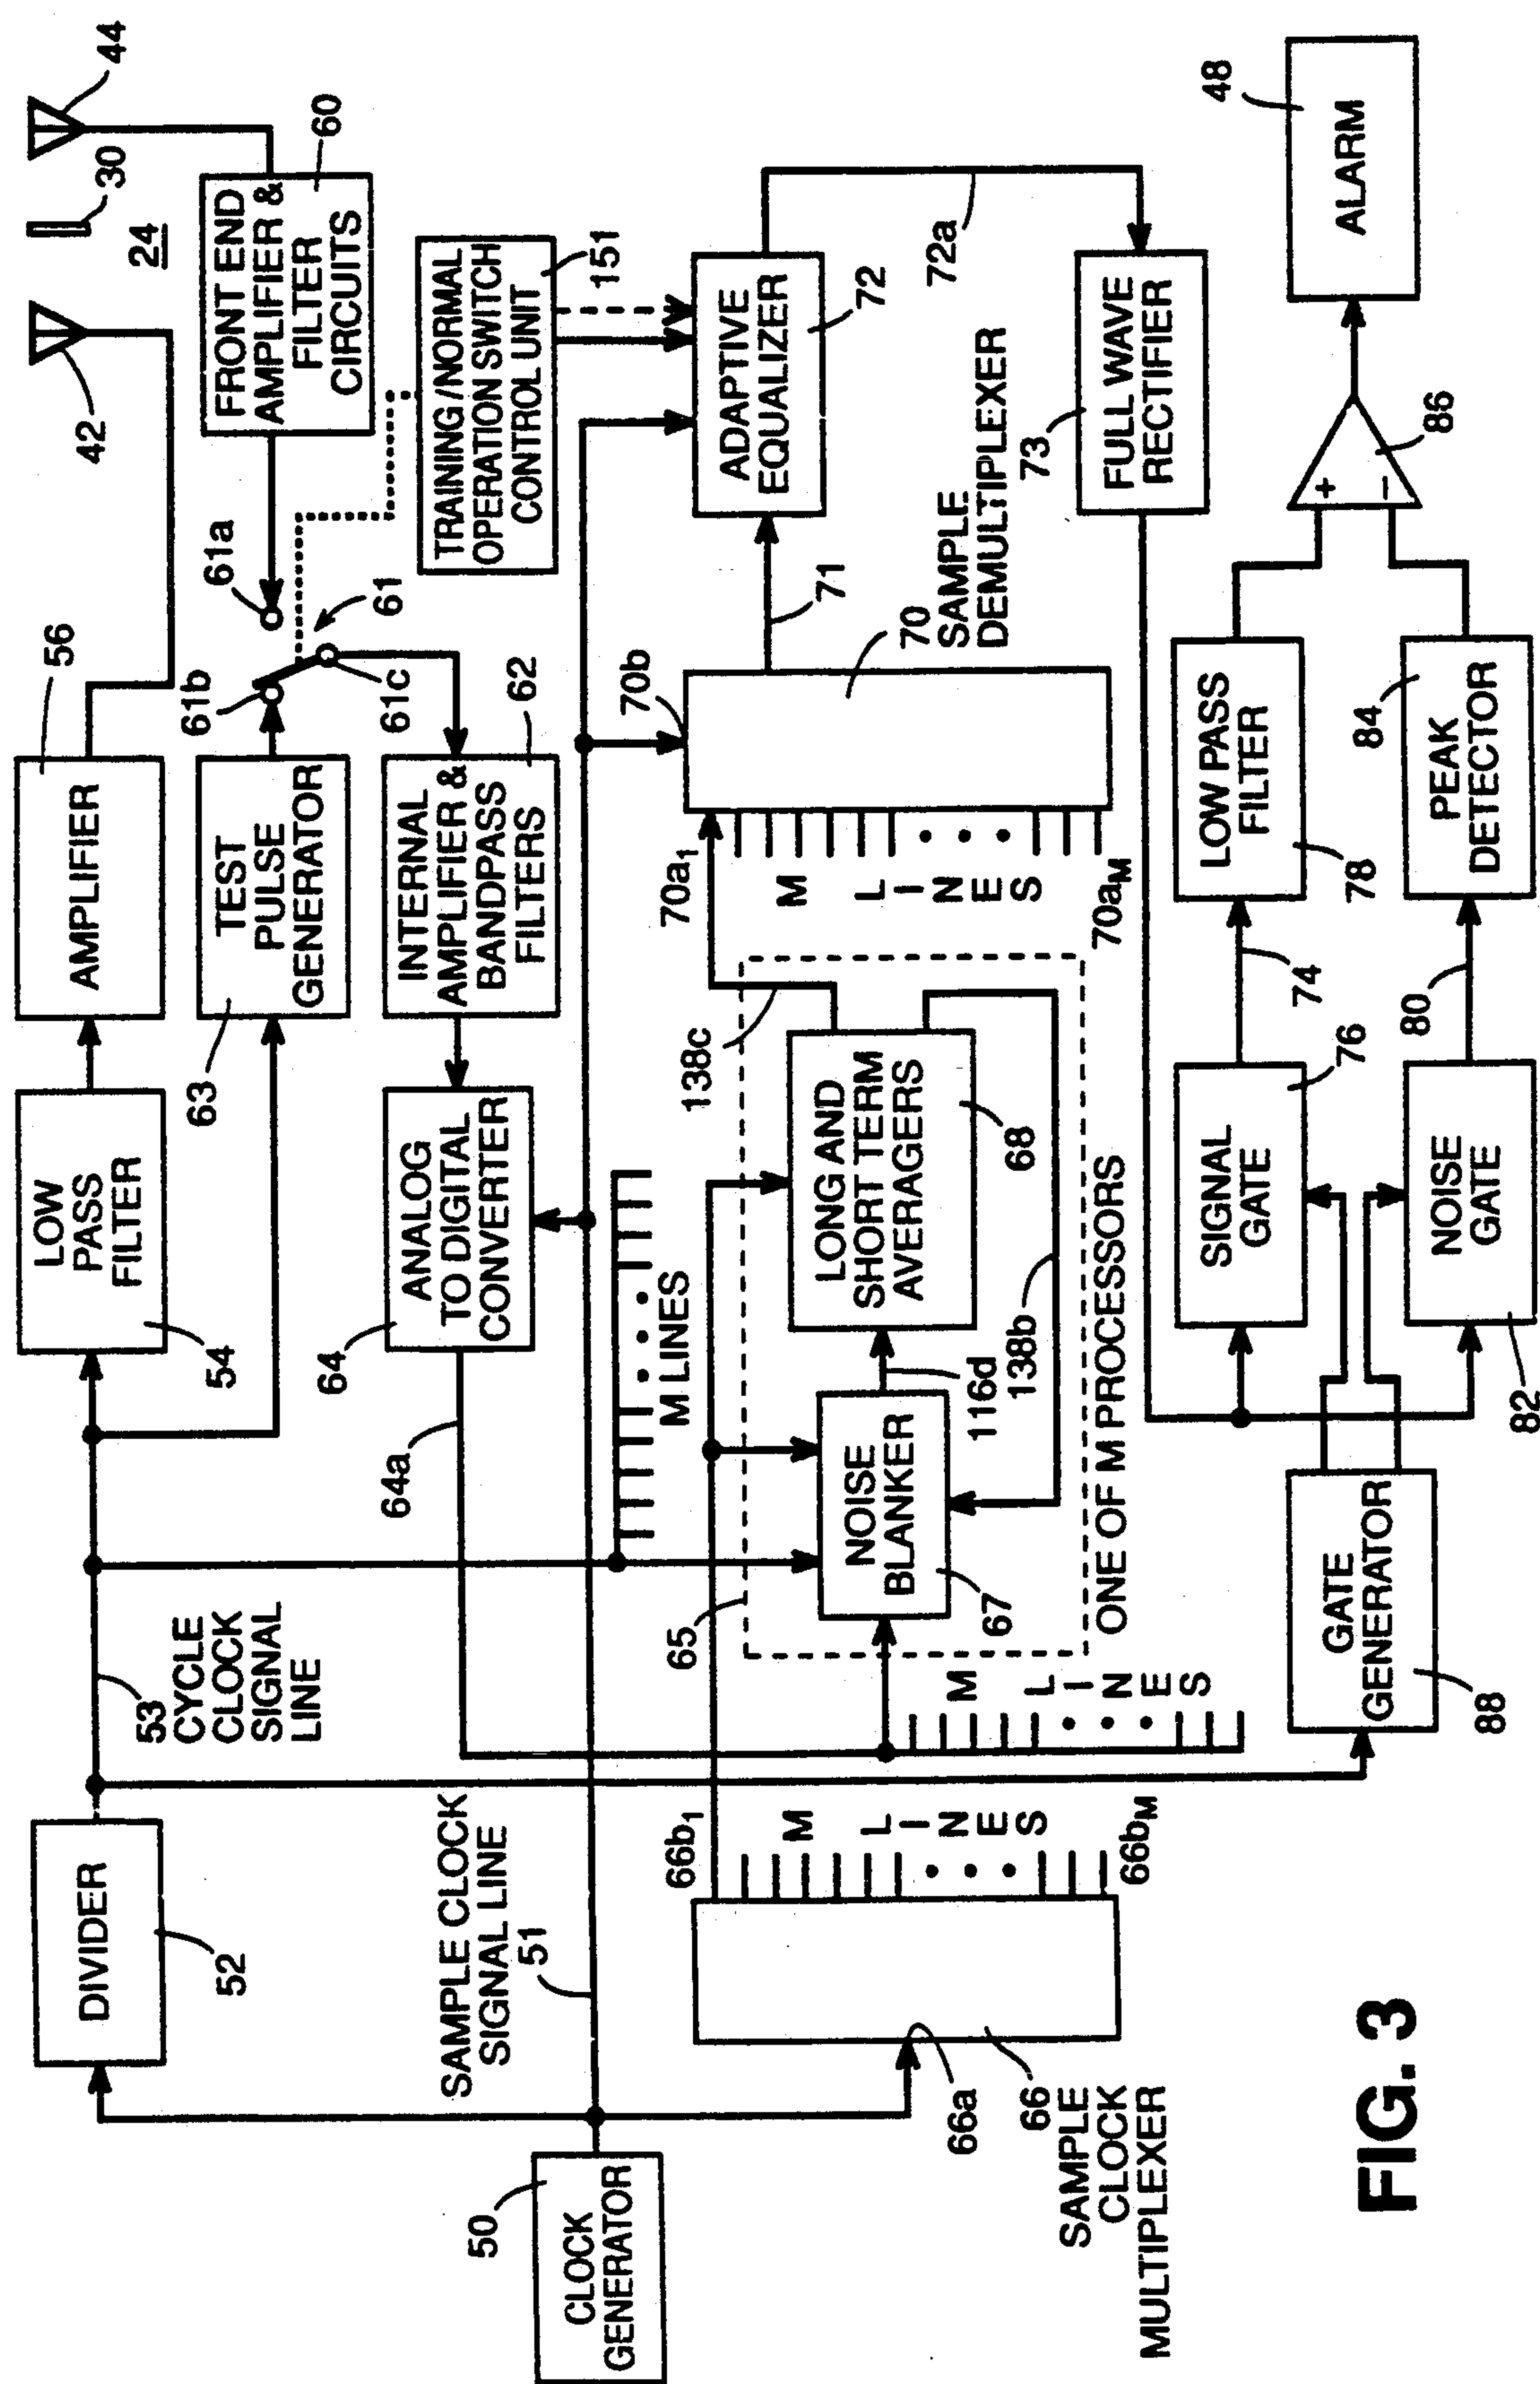 44
30
24
42
FRONT END
AMPLIFIER &
FILTER
CIRCUITS
60
61a
61b
61
61c
56
AMPLIFIER
TEST
PULSE
GENERATOR
63
LOW
PASS
FILTER
54
53
CYCLE
CLOCK
SIGNAL
LINE
DIVIDER
52
TRAINING/NORMAL
OPERATION SWITCH
CONTROL UNIT
151
INTERNAL
AMPLIFIER &
BANDPASS
FILTERS
62
ANALOG
TO DIGITAL
CONVERTER
64
64a
SAMPLE CLOCK
SIGNAL LINE
51
50
CLOCK
GENERATOR
M LINES
ADAPTIVE
EQUALIZER
72
72a
71
70
SAMPLE
DEMULTIPLEXER
70b
70a1
M LINES
70aM
138c
LONG AND
SHORT TERM
AVERAGERS
68
138b
116d
NOISE
BLANKER
67
65
ONE OF M PROCESSORS
M LINES
66b1
M LINES
66bM
66a
66
SAMPLE
CLOCK
MULTIPLEXER
FULL WAVE
RECTIFIER
73
GATE
GENERATOR
88
SIGNAL
GATE
76
74
LOW PASS
FILTER
78
NOISE
GATE
82
80
PEAK
DETECTOR
84
+
−
86
ALARM
48
FIG. 3